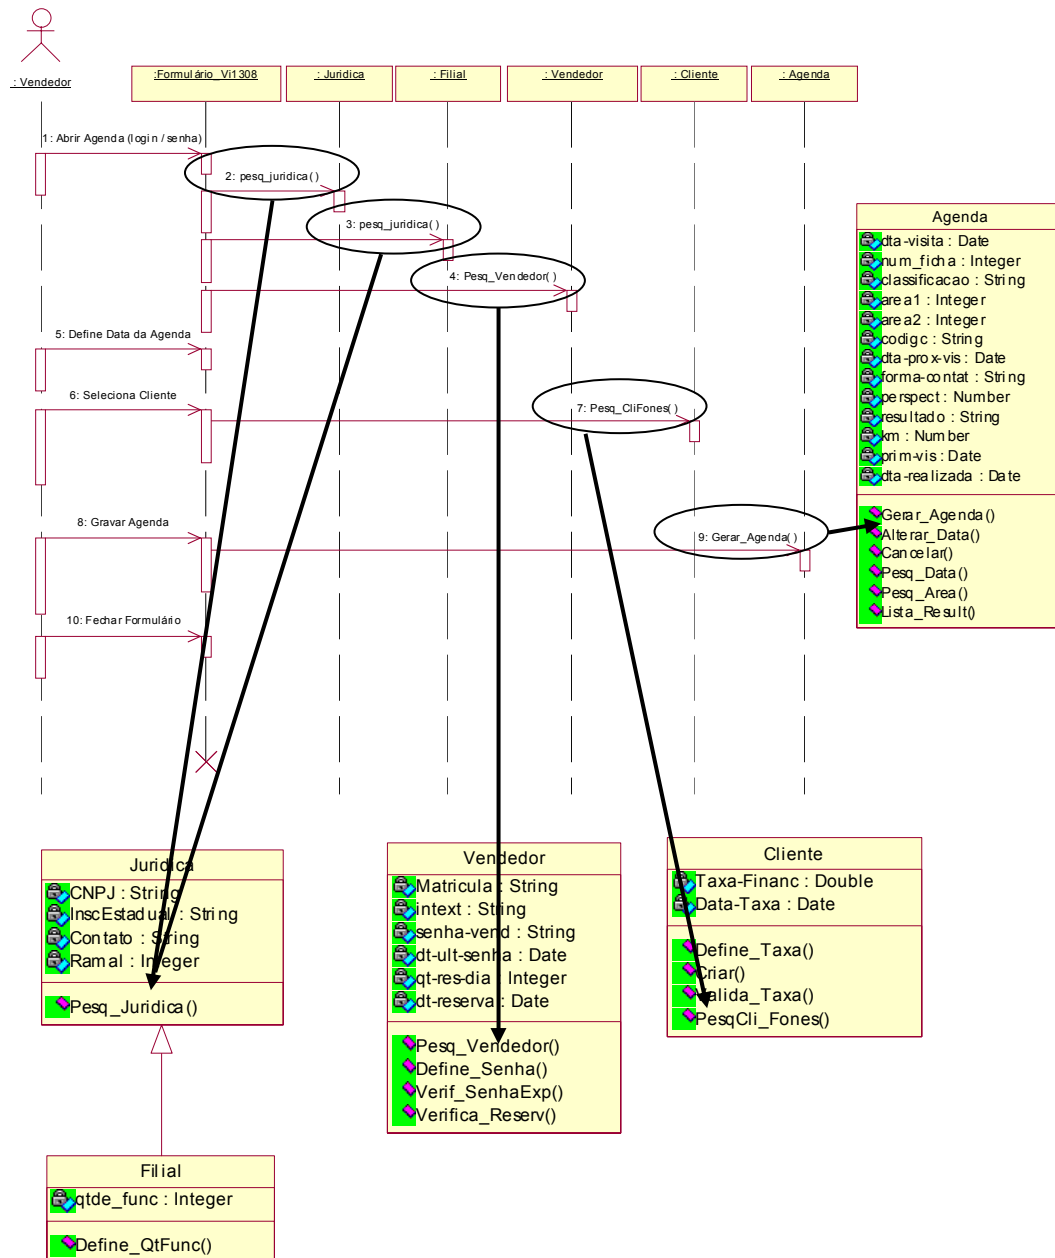 : Vendedor
:Formulário_Vi1308
: Juridica
: Filial
: Vendedor
: Cliente
: Agenda
1: Abrir Agenda (login / senha)
2: pesq_juridica( )
3: pesq_juridica( )
4: Pesq_Vendedor( )
5: Define Data da Agenda
6: Seleciona Cliente
7: Pesq_CliFones( )
8: Gravar Agenda
9: Gerar_Agenda( )
10: Fechar Formulário
Agenda
dta-visita : Date
num_ficha : Integer
classificacao : String
area1 : Integer
area2 : Integer
codigc : String
dta-prox-vis : Date
forma-contat : String
perspect : Number
resultado : String
km : Number
prim-vis : Date
dta-realizada : Date
Gerar_Agenda()
Alterar_Data()
Cancelar()
Pesq_Data()
Pesq_Area()
Lista_Result()
Juridica
CNPJ : String
InscEstadual : String
Contato : String
Ramal : Integer
Pesq_Juridica()
Vendedor
Matricula : String
intext : String
senha-vend : String
dt-ult-senha : Date
qt-res-dia : Integer
dt-reserva : Date
Pesq_Vendedor()
Define_Senha()
Verif_SenhaExp()
Verifica_Reserv()
Cliente
Taxa-Financ : Double
Data-Taxa : Date
Define_Taxa()
Criar()
Valida_Taxa()
PesqCli_Fones()
Filial
qtde_func : Integer
Define_QtFunc()